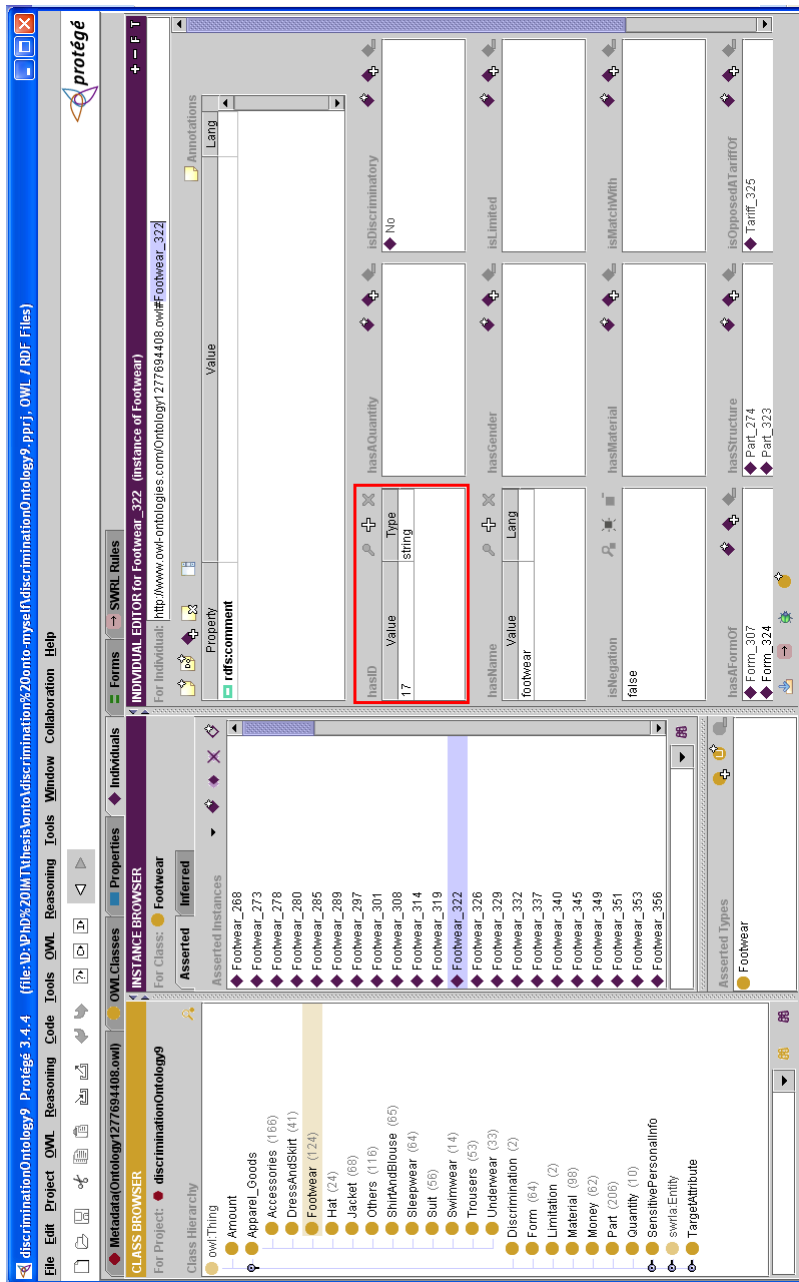 discriminationOntology9 Protégé 3.4.4 (file:\D:\PhD%20IMT\thesis\onto\discrimination%20onto-myself\discriminationOntology9.pprj, OWL / RDF Files)
File Edit Project OWL Reasoning Code Tools OWL Reasoning Tools Window Collaboration Help
protégé
Metadata(Ontology1277694408.owl) OWLClasses Properties Individuals Forms SWRL Rules
CLASS BROWSER
For Project: discriminationOntology9
Class Hierarchy
owl:Thing
Amount
Apparel_Goods
Accessories (166)
DressAndSkirt (41)
Footwear (124)
Hat (24)
Jacket (68)
Others (116)
ShirtAndBlouse (65)
Sleepwear (64)
Suit (56)
Swimwear (14)
Trousers (53)
Underwear (33)
Discrimination (2)
Form (64)
Limitation (2)
Material (98)
Money (62)
Part (206)
Quantity (10)
SensitivePersonalInfo
swrla:Entity
TargetAttribute
INSTANCE BROWSER
For Class: Footwear
Asserted Inferred
Asserted Instances
Footwear_268
Footwear_273
Footwear_278
Footwear_280
Footwear_285
Footwear_289
Footwear_297
Footwear_301
Footwear_308
Footwear_314
Footwear_319
Footwear_322
Footwear_326
Footwear_329
Footwear_332
Footwear_337
Footwear_340
Footwear_345
Footwear_349
Footwear_351
Footwear_353
Footwear_356
Asserted Types
Footwear
INDIVIDUAL EDITOR for Footwear_322 (instance of Footwear)
+ − F T
For Individual: http://www.owl-ontologies.com/Ontology1277694408.owl#Footwear_322
Annotations
Property Value Lang
rdfs:comment
hasID
Value Type
17 string
hasAQuantity
isDiscriminatory
No
hasName
Value Lang
footwear
hasGender
isLimited
isNegation
false
hasMaterial
isMatchWith
hasAFormOf
Form_307
Form_324
hasStructure
Part_274
Part_323
isOpposedATariffOf
Tariff_325